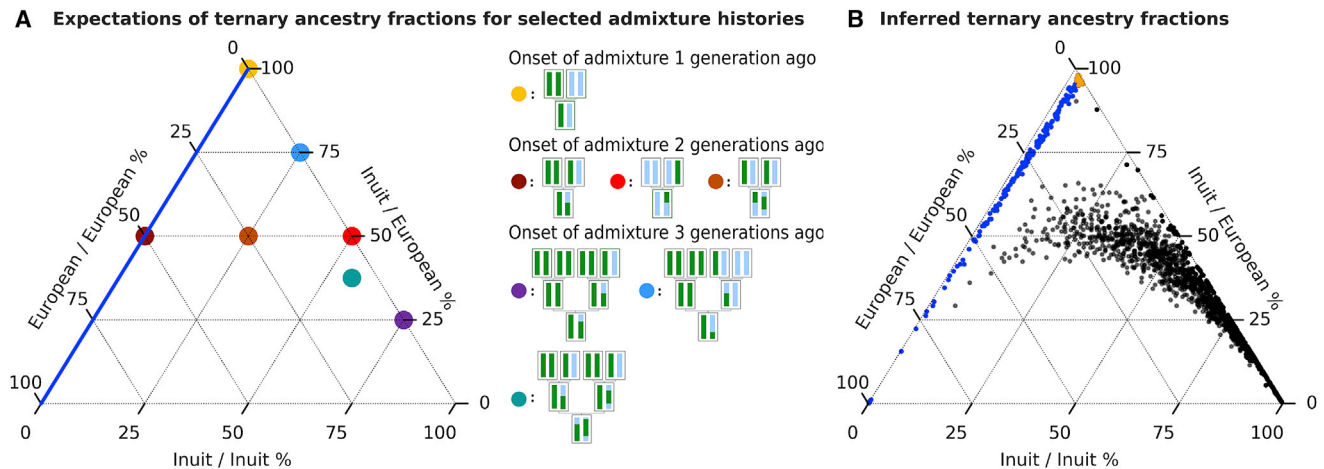 A Expectations of ternary ancestry fractions for selected admixture histories
0
100
25
75
50
50
75
25
100
0
0
25
50
75
100
European / European %
Inuit / European %
Inuit / Inuit %
Onset of admixture 1 generation ago
:
Onset of admixture 2 generations ago
: : :
Onset of admixture 3 generations ago
: :
:
B Inferred ternary ancestry fractions
0
100
25
75
50
50
75
25
100
0
0
25
50
75
100
European / European %
Inuit / European %
Inuit / Inuit %